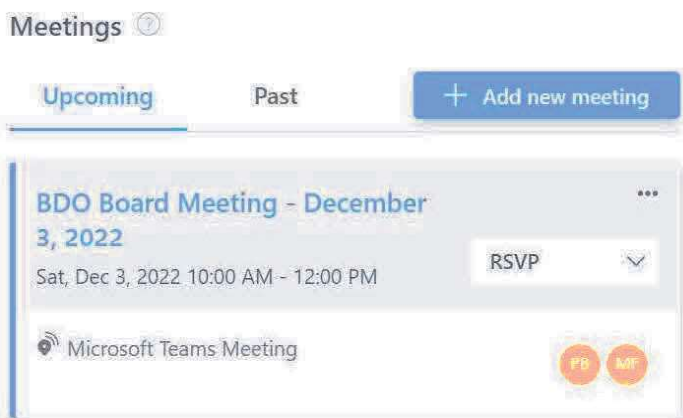 Meetings ?
Upcoming Past + Add new meeting
BDO Board Meeting - December
3, 2022
Sat, Dec 3, 2022 10:00 AM - 12:00 PM
RSVP
Microsoft Teams Meeting
PB MF